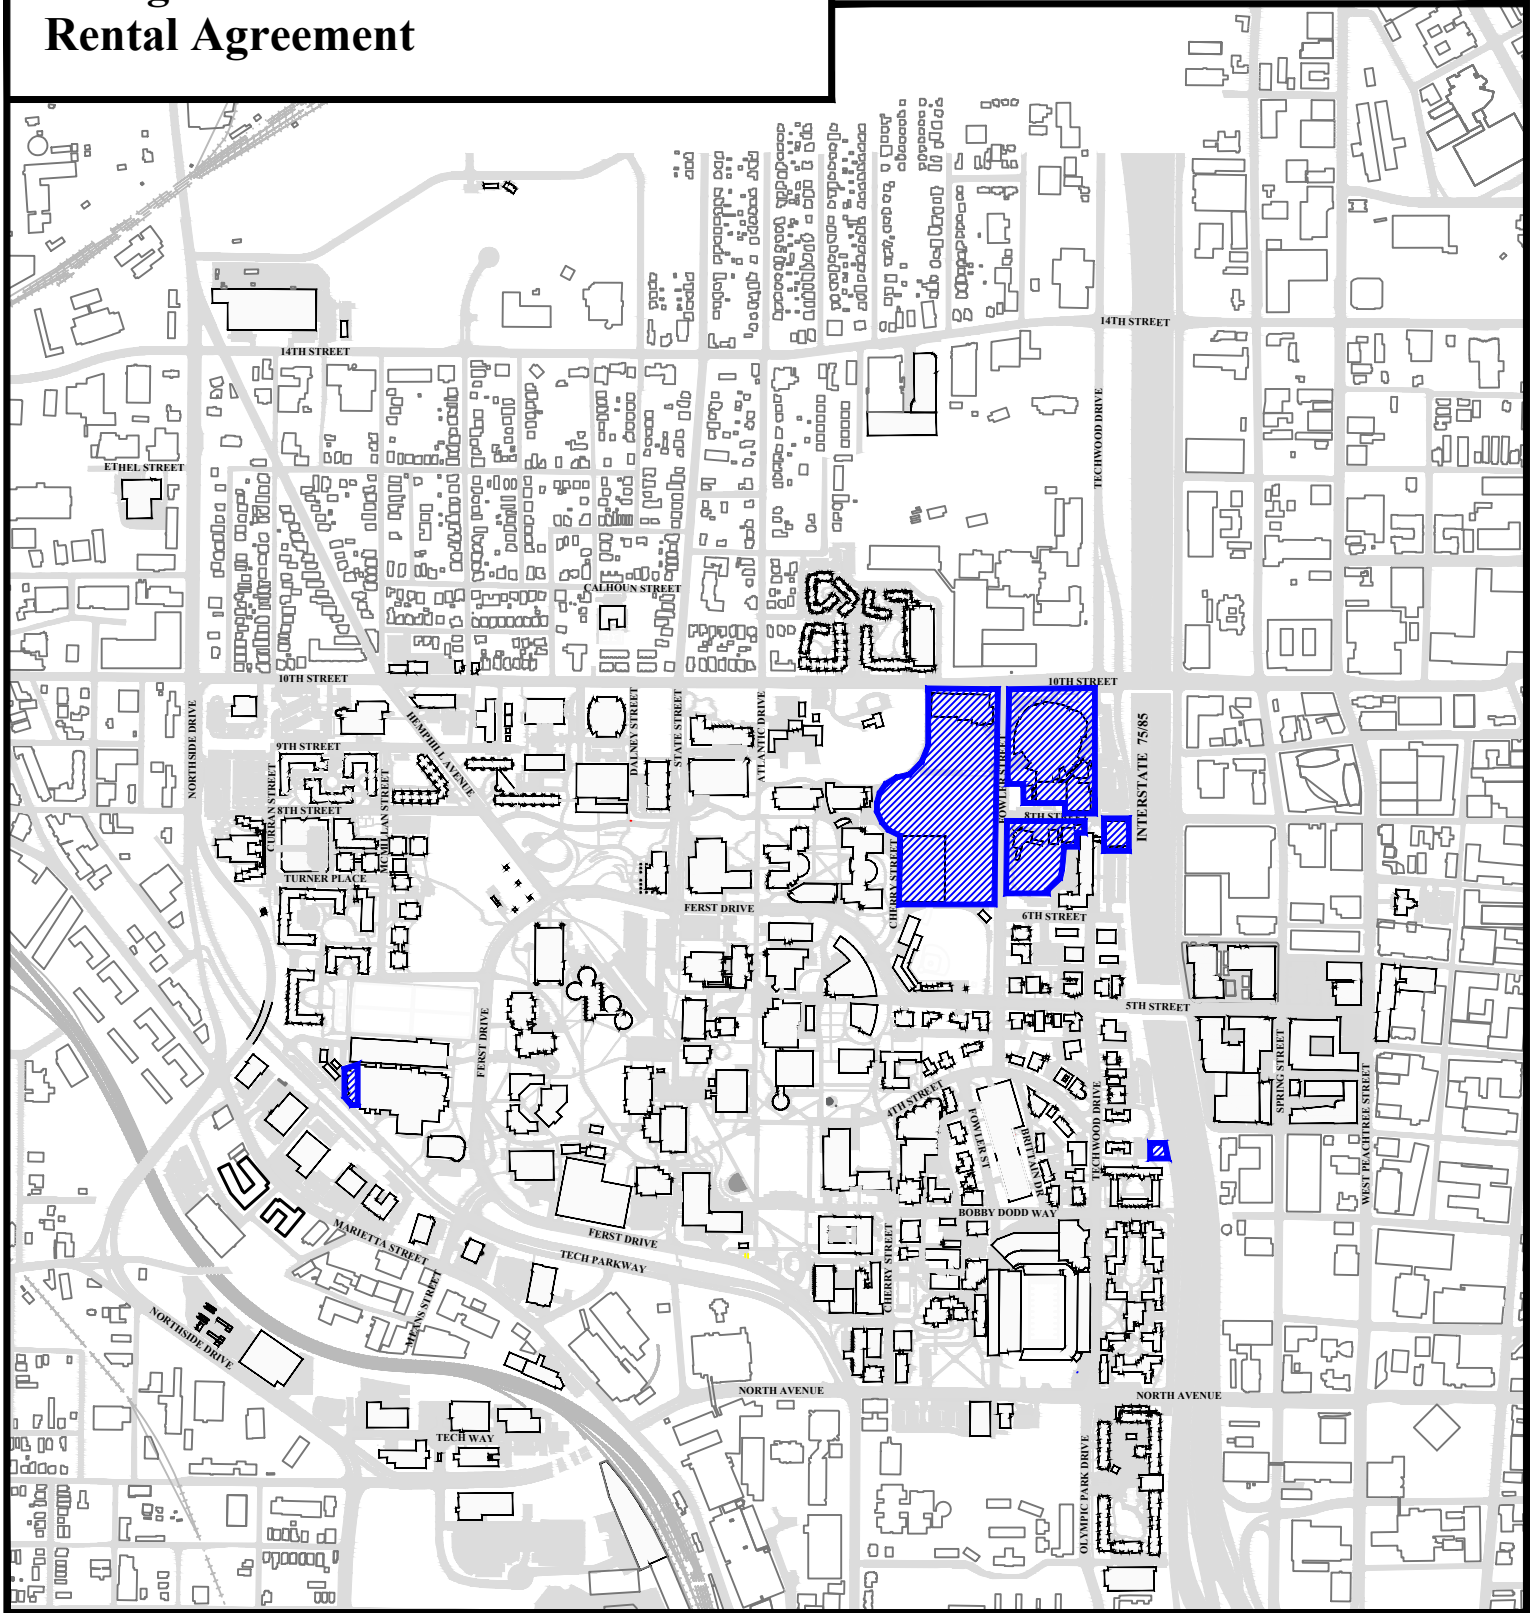 Rental Agreement
14TH STREET
14TH STREET
TECHWOOD DRIVE
ETHEL STREET
CALHOUN STREET
10TH STREET
10TH STREET
NORTHSIDE DRIVE
HEMPHILL AVENUE
DALNEY STREET
STATE STREET
ATLANTIC DRIVE
FOWLER STREET
INTERSTATE 75/85
9TH STREET
CURRAN STREET
MCMILLAN STREET
8TH STREET
8TH ST
TURNER PLACE
CHERRY STREET
FERST DRIVE
6TH STREET
5TH STREET
FERST DRIVE
SPRING STREET
WEST PEACHTREE STREET
4TH STREET
FOWLER ST
BRITTAIN DR
TECHWOOD DRIVE
BOBBY DODD WAY
MARIETTA STREET
FERST DRIVE
TECH PARKWAY
CHERRY STREET
MEANS STREET
NORTHSIDE DRIVE
NORTH AVENUE
NORTH AVENUE
TECH WAY
OLYMPIC PARK DRIVE